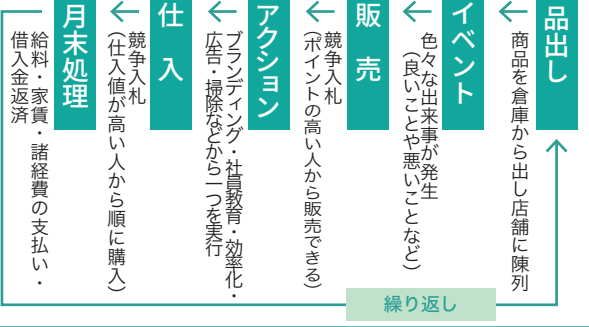 品出し
商品を倉庫から出し店舗に陳列
イベント
色々な出来事が発生
（良いことや悪いことなど）
販売
競争入札
（ポイントの高い人から販売できる）
アクション
ブランディング・社員教育・効率化・
広告・掃除などから一つを実行
仕入
競争入札
（仕入値が高い人から順に購入）
月末処理
給料・家賃・諸経費の支払い・
借入金返済
繰り返し